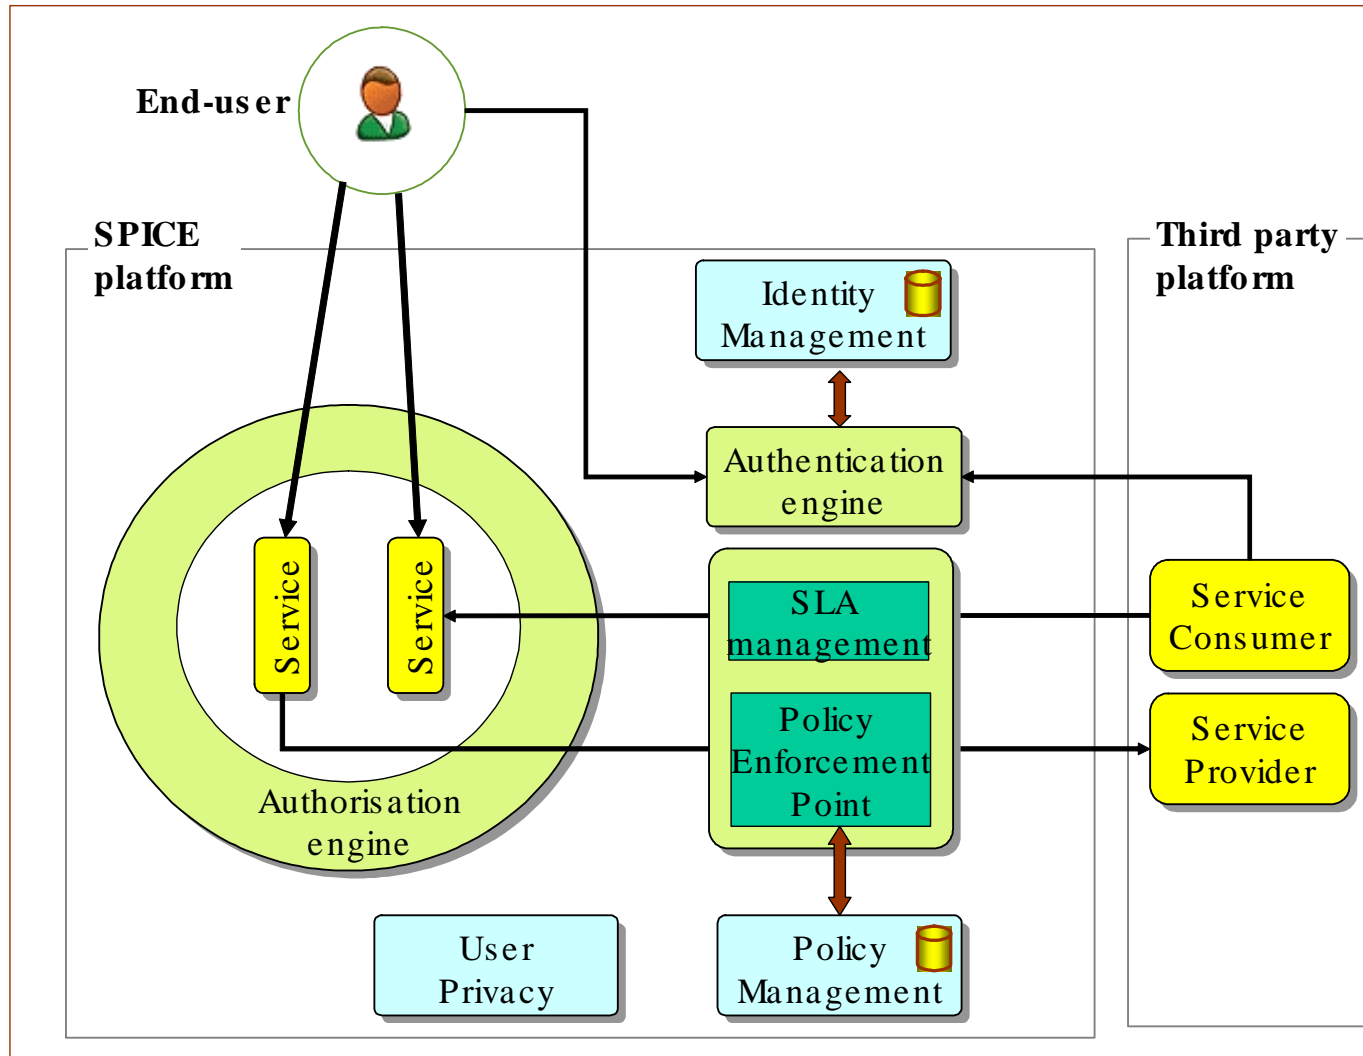 End-user
SPICE
platform
Third party
platform
Identity
Management
Authentication
engine
Service
Service
SLA
management
Service
Consumer
Policy
Enforcement
Point
Service
Provider
Authorisation
engine
User
Privacy
Policy
Management